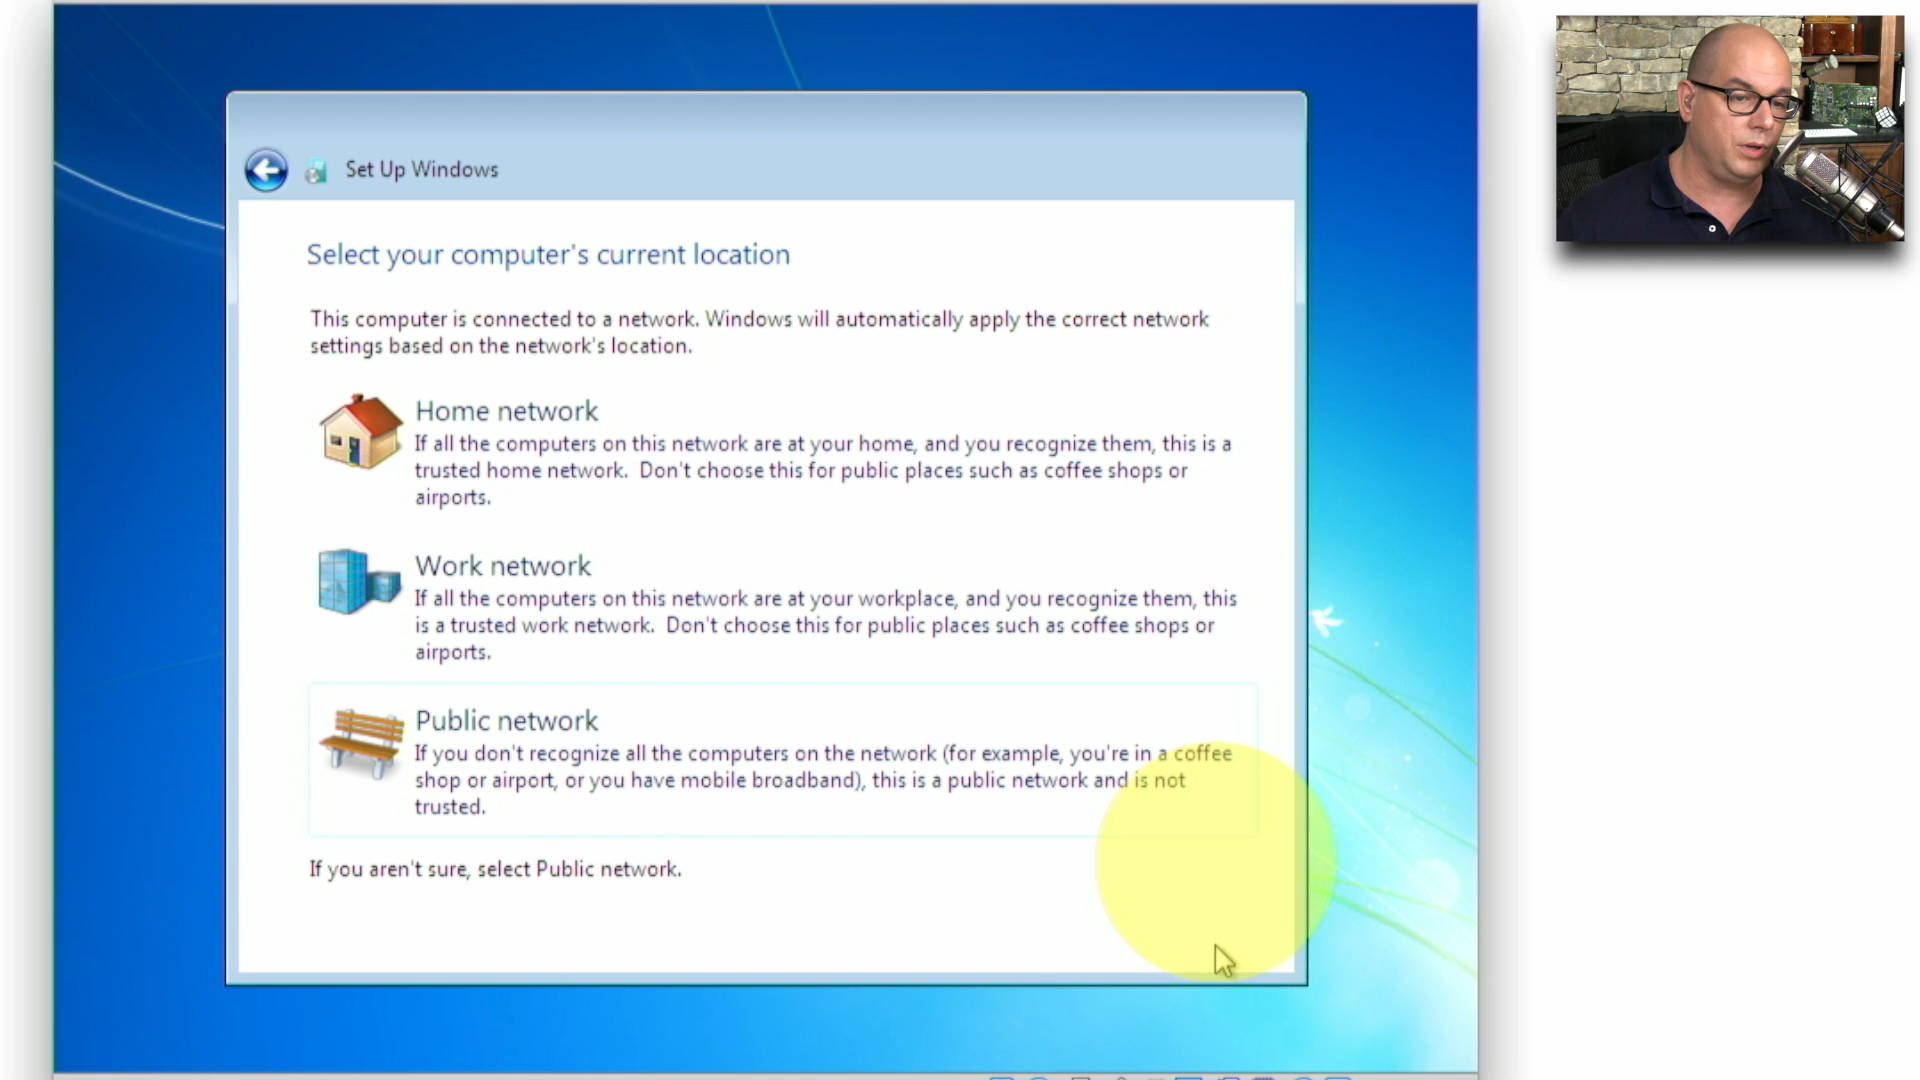 Set Up Windows
Select your computer's current location
This computer is connected to a network. Windows will automatically apply the correct network
settings based on the network's location.
Home network
If all the computers on this network are at your home, and you recognize them, this is a
trusted home network. Don't choose this for public places such as coffee shops or
airports.
Work network
If all the computers on this network are at your workplace, and you recognize them, this
is a trusted work network. Don't choose this for public places such as coffee shops or
airports.
Public network
If you don't recognize all the computers on the network (for example, you're in a coffee
shop or airport, or you have mobile broadband), this is a public network and is not
trusted.
If you aren't sure, select Public network.